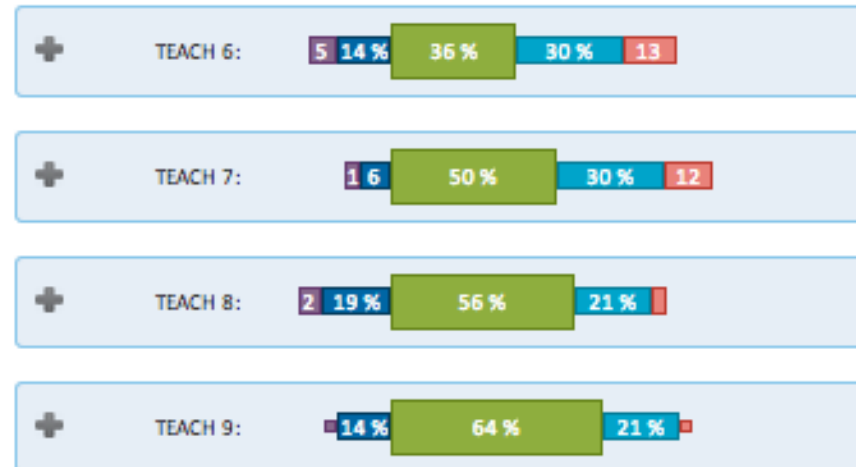 TEACH 6: 5 14 % 36 % 30 % 13
TEACH 7: 1 6 50 % 30 % 12
TEACH 8: 2 19 % 56 % 21 %
TEACH 9: 14 % 64 % 21 %